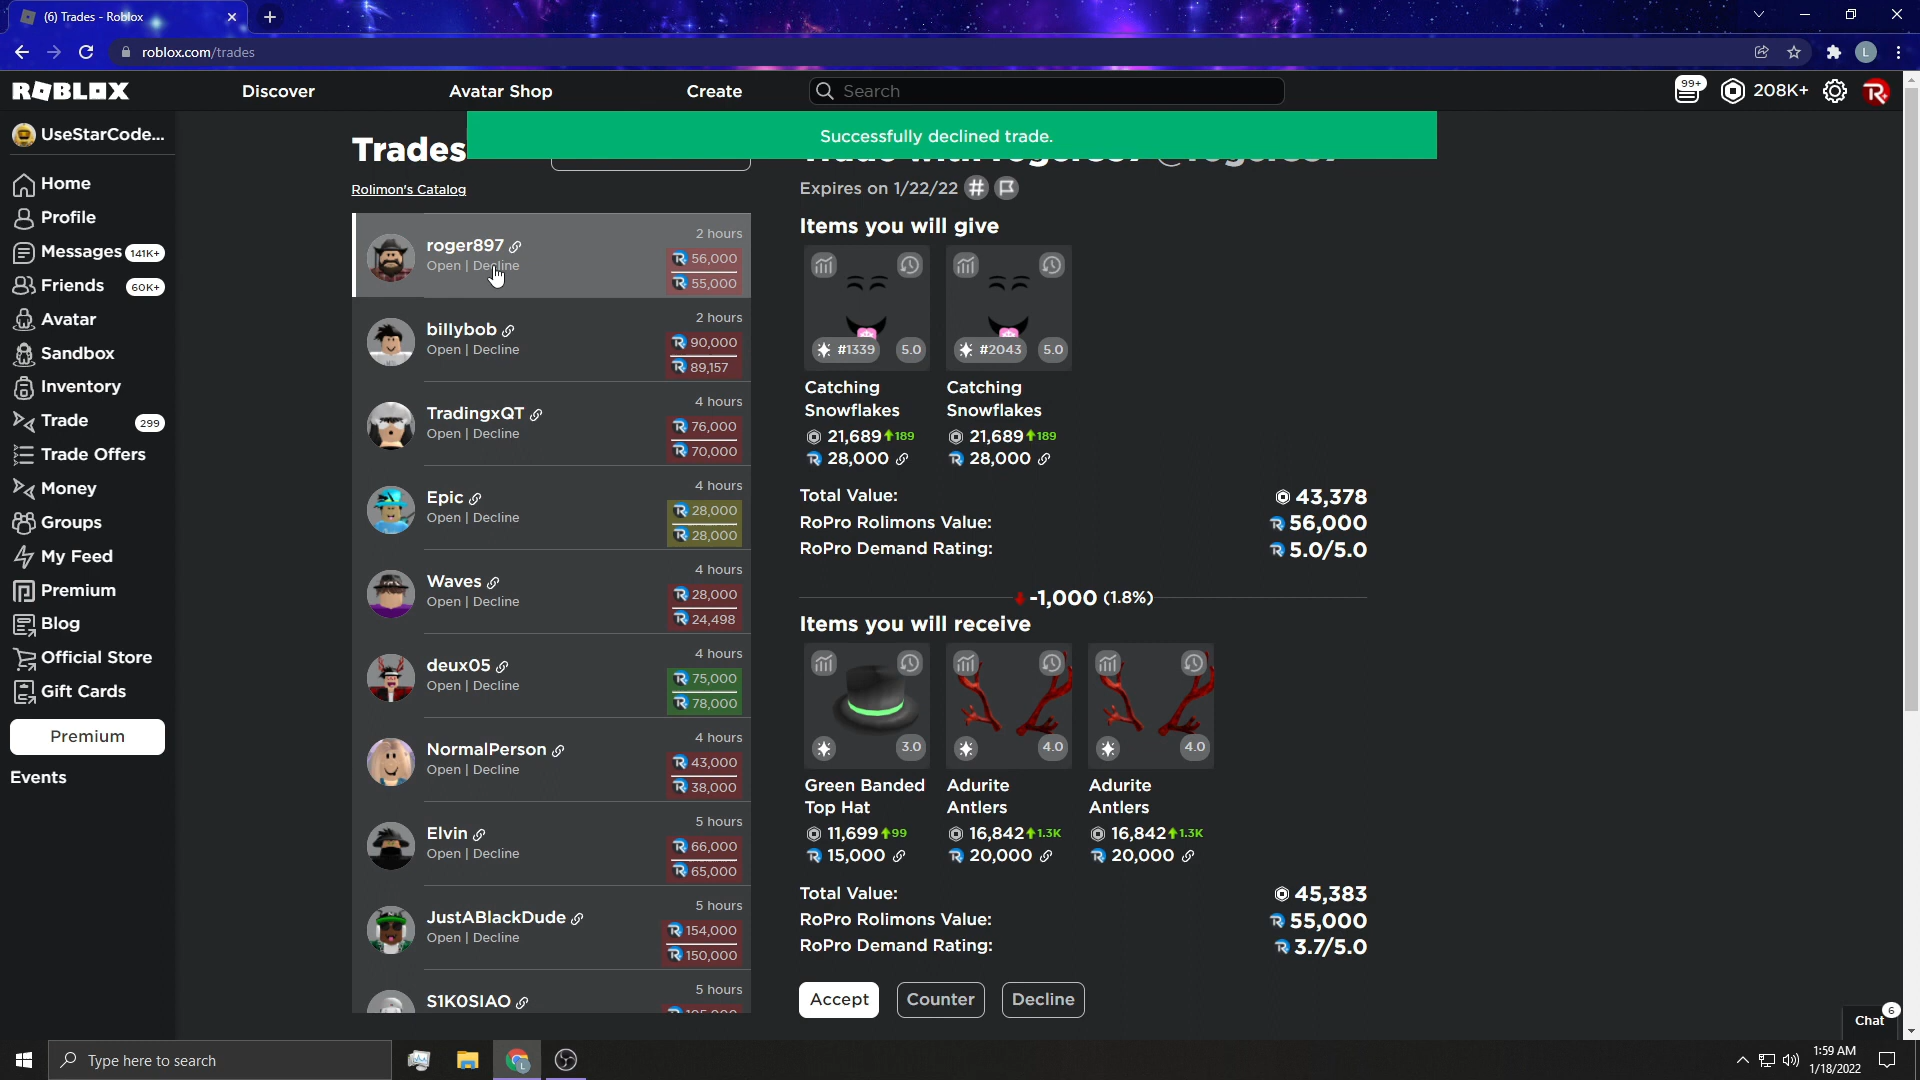 (6) Trades - Roblox
roblox.com/trades
ROBLOX
Discover
Avatar Shop
Create
Search
99+
208K+
L
Successfully declined trade.
UseStarCode...
Home
Profile
Messages 141K+
Friends 60K+
Avatar
Sandbox
Inventory
Trade 299
Trade Offers
Money
Groups
My Feed
Premium
Blog
Official Store
Gift Cards
Premium
Events
Trades
Rolimon's Catalog
roger897
Open | Decline
2 hours
56,000
55,000
billybob
Open | Decline
2 hours
90,000
89,157
TradingxQT
Open | Decline
4 hours
76,000
70,000
Epic
Open | Decline
4 hours
28,000
28,000
Waves
Open | Decline
4 hours
28,000
24,498
deux05
Open | Decline
4 hours
75,000
78,000
NormalPerson
Open | Decline
4 hours
43,000
38,000
Elvin
Open | Decline
5 hours
66,000
65,000
JustABlackDude
Open | Decline
5 hours
154,000
150,000
S1K0SIAO
5 hours
Trade with roger897 @roger897
Expires on 1/22/22 #
Items you will give
#1339 5.0
Catching
Snowflakes
21,689 189
28,000
#2043 5.0
Catching
Snowflakes
21,689 189
28,000
Total Value: 43,378
RoPro Rolimons Value: 56,000
RoPro Demand Rating: 5.0/5.0
-1,000 (1.8%)
Items you will receive
3.0
Green Banded
Top Hat
11,699 99
15,000
4.0
Adurite
Antlers
16,842 1.3K
20,000
4.0
Adurite
Antlers
16,842 1.3K
20,000
Total Value: 45,383
RoPro Rolimons Value: 55,000
RoPro Demand Rating: 3.7/5.0
Accept
Counter
Decline
Chat 6
Type here to search
1:59 AM
1/18/2022